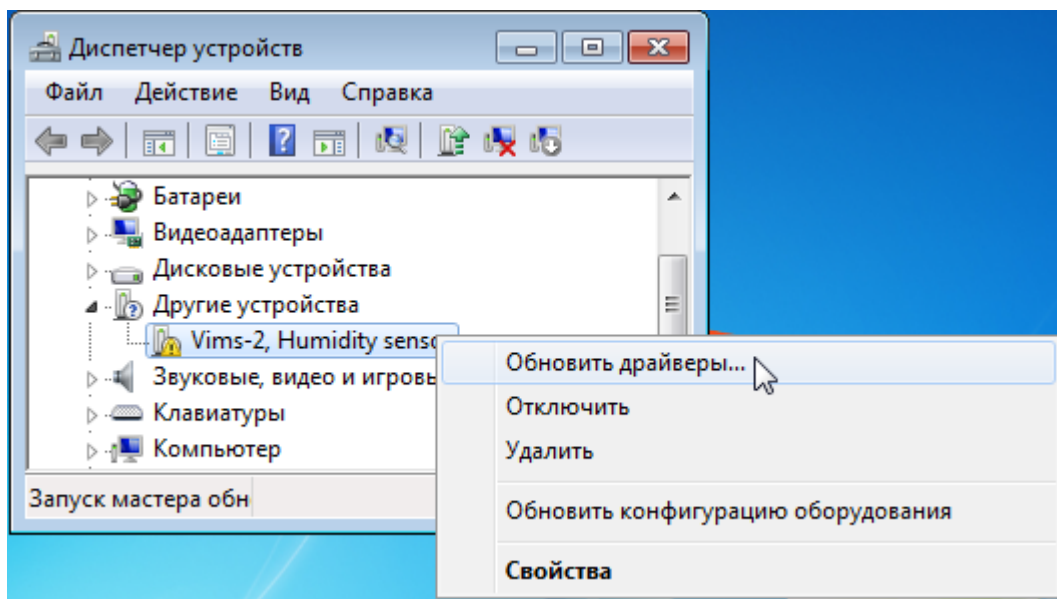 Диспетчер устройств
Файл Действие Вид Справка
Батареи
Видеоадаптеры
Дисковые устройства
Другие устройства
Vims-2, Humidity senso
Звуковые, видео и игровы
Клавиатуры
Компьютер
Запуск мастера обн
Обновить драйверы...
Отключить
Удалить
Обновить конфигурацию оборудования
Свойства